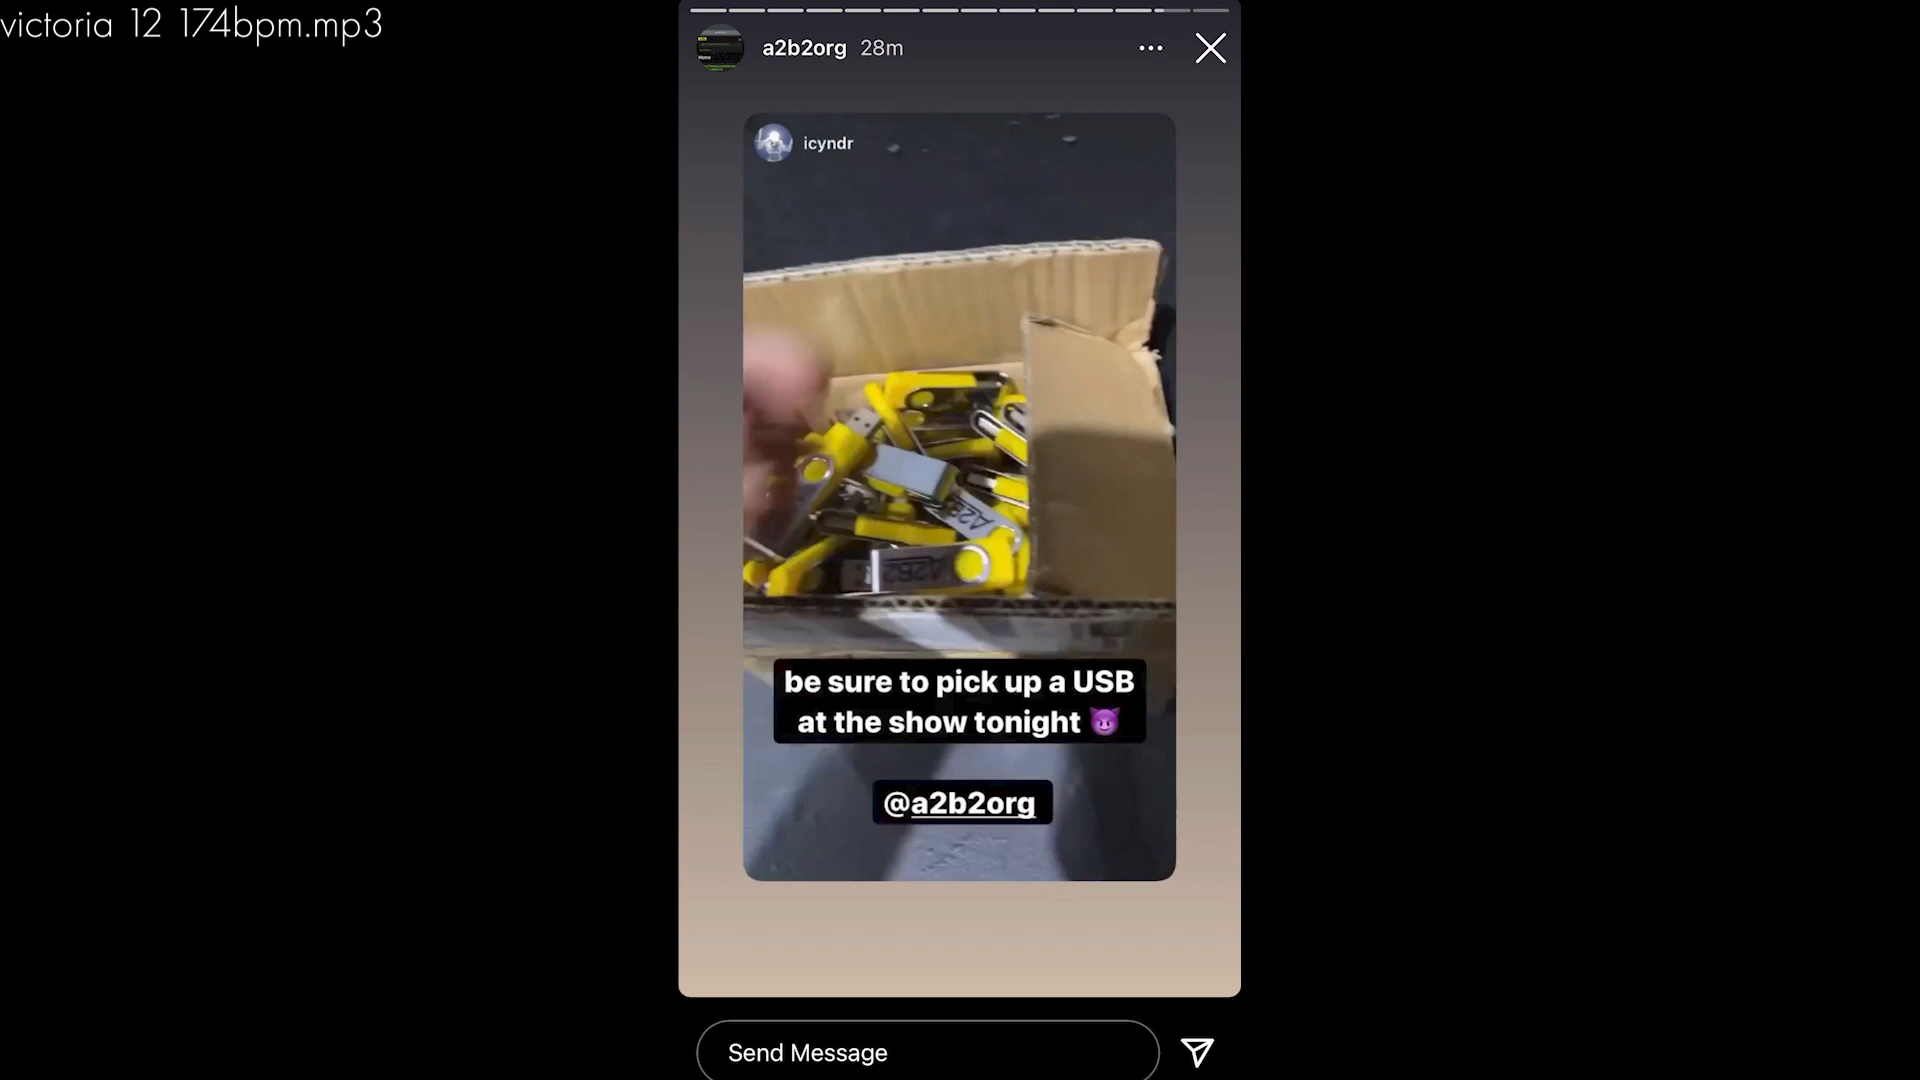 victoria 12 174bpm.mp3
a2b2org 28m
icyndr
A2B2
be sure to pick up a USB
at the show tonight 😈
@a2b2org
Send Message